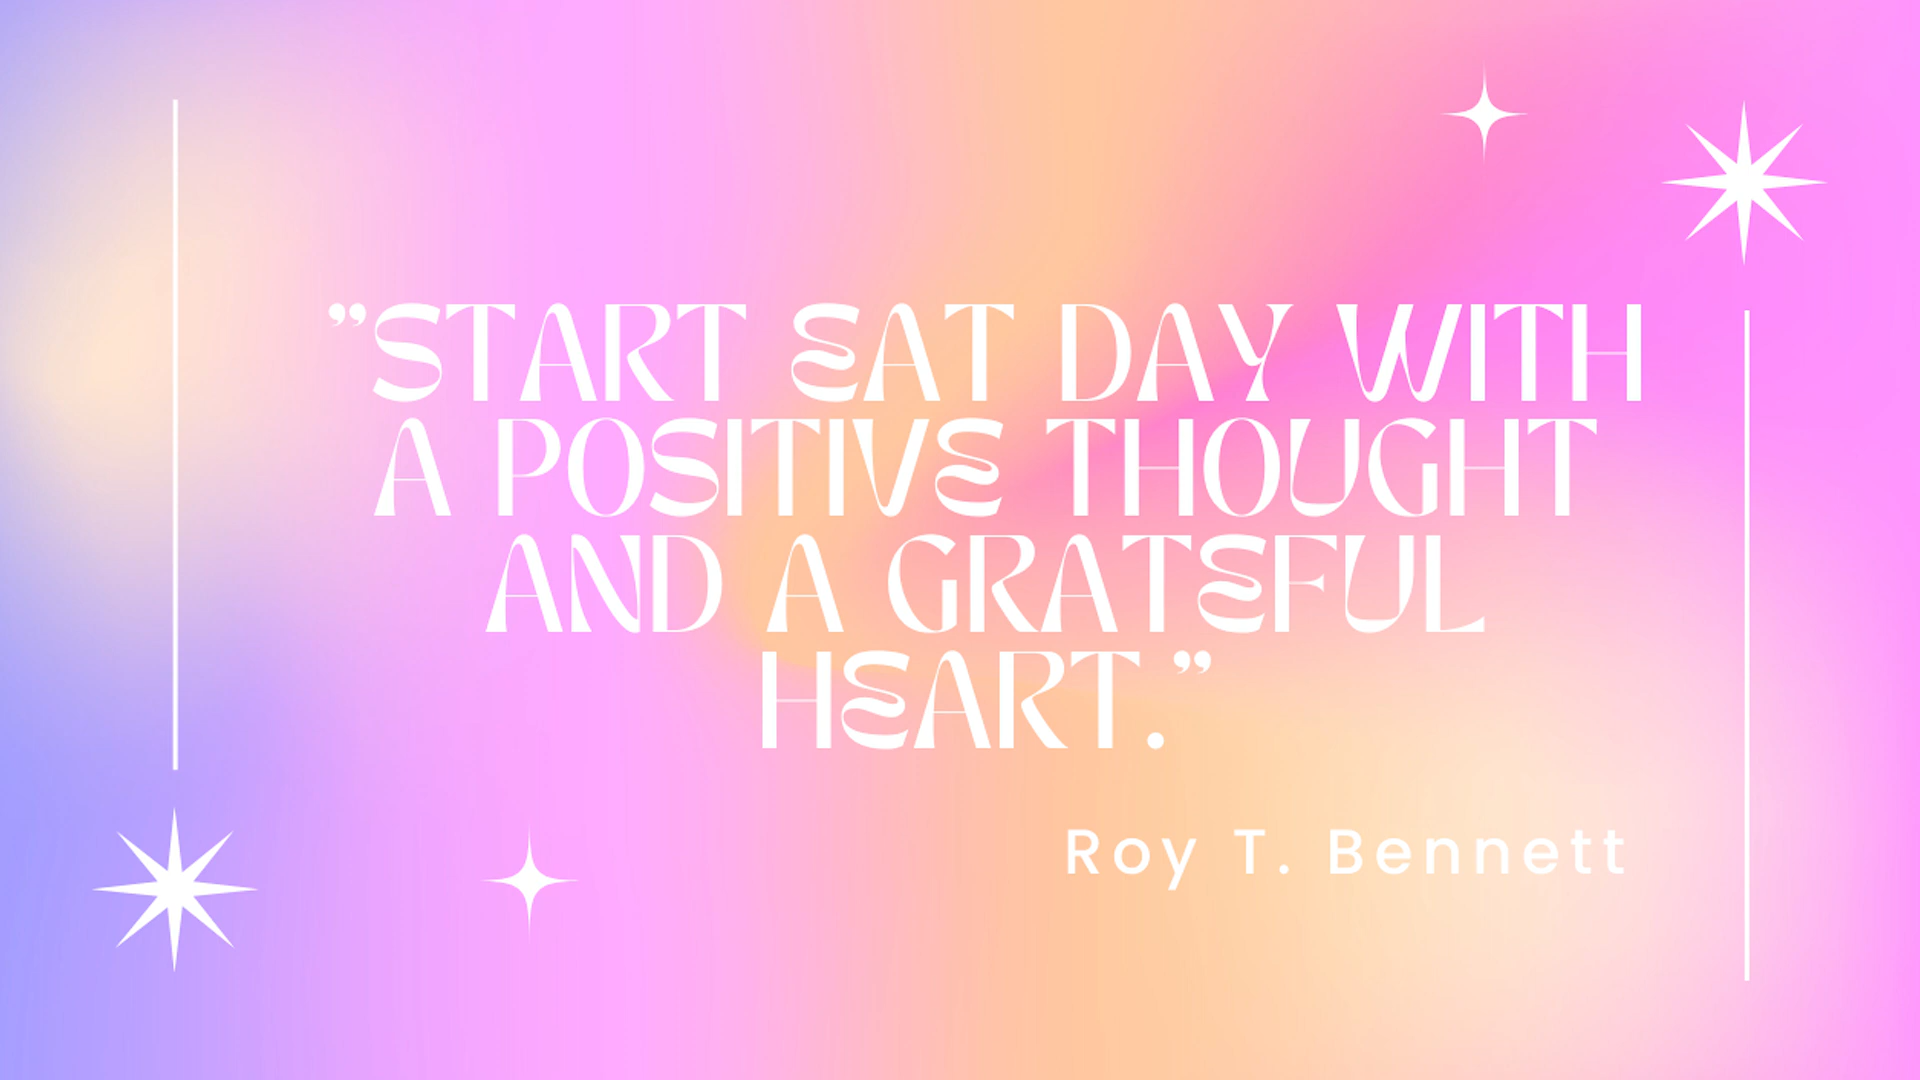 ”START EAT DAY WITH
A POSITIVE THOUGHT
AND A GRATEFUL
HEART.”
Roy T. Bennett